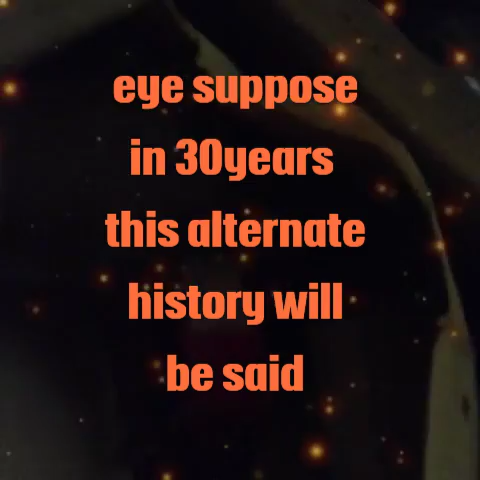 eye suppose
in 30years
this alternate
history will
be said